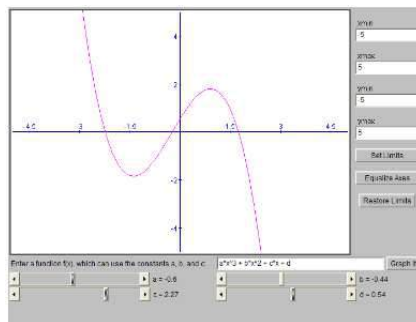 xmin
-5
xmax
5
ymin
-5
ymax
5
Set Limits
Equalize Axes
Restore Limits
4
2
-4.5
-1.5
1.5
3
4.5
-2
-4
Enter a function f(x), which can use the constants a, b, and c:
a*x^3 + b*x^2 + c*x + d
Graph It
a = -0.6
b = -0.44
c = 2.27
d = 0.54